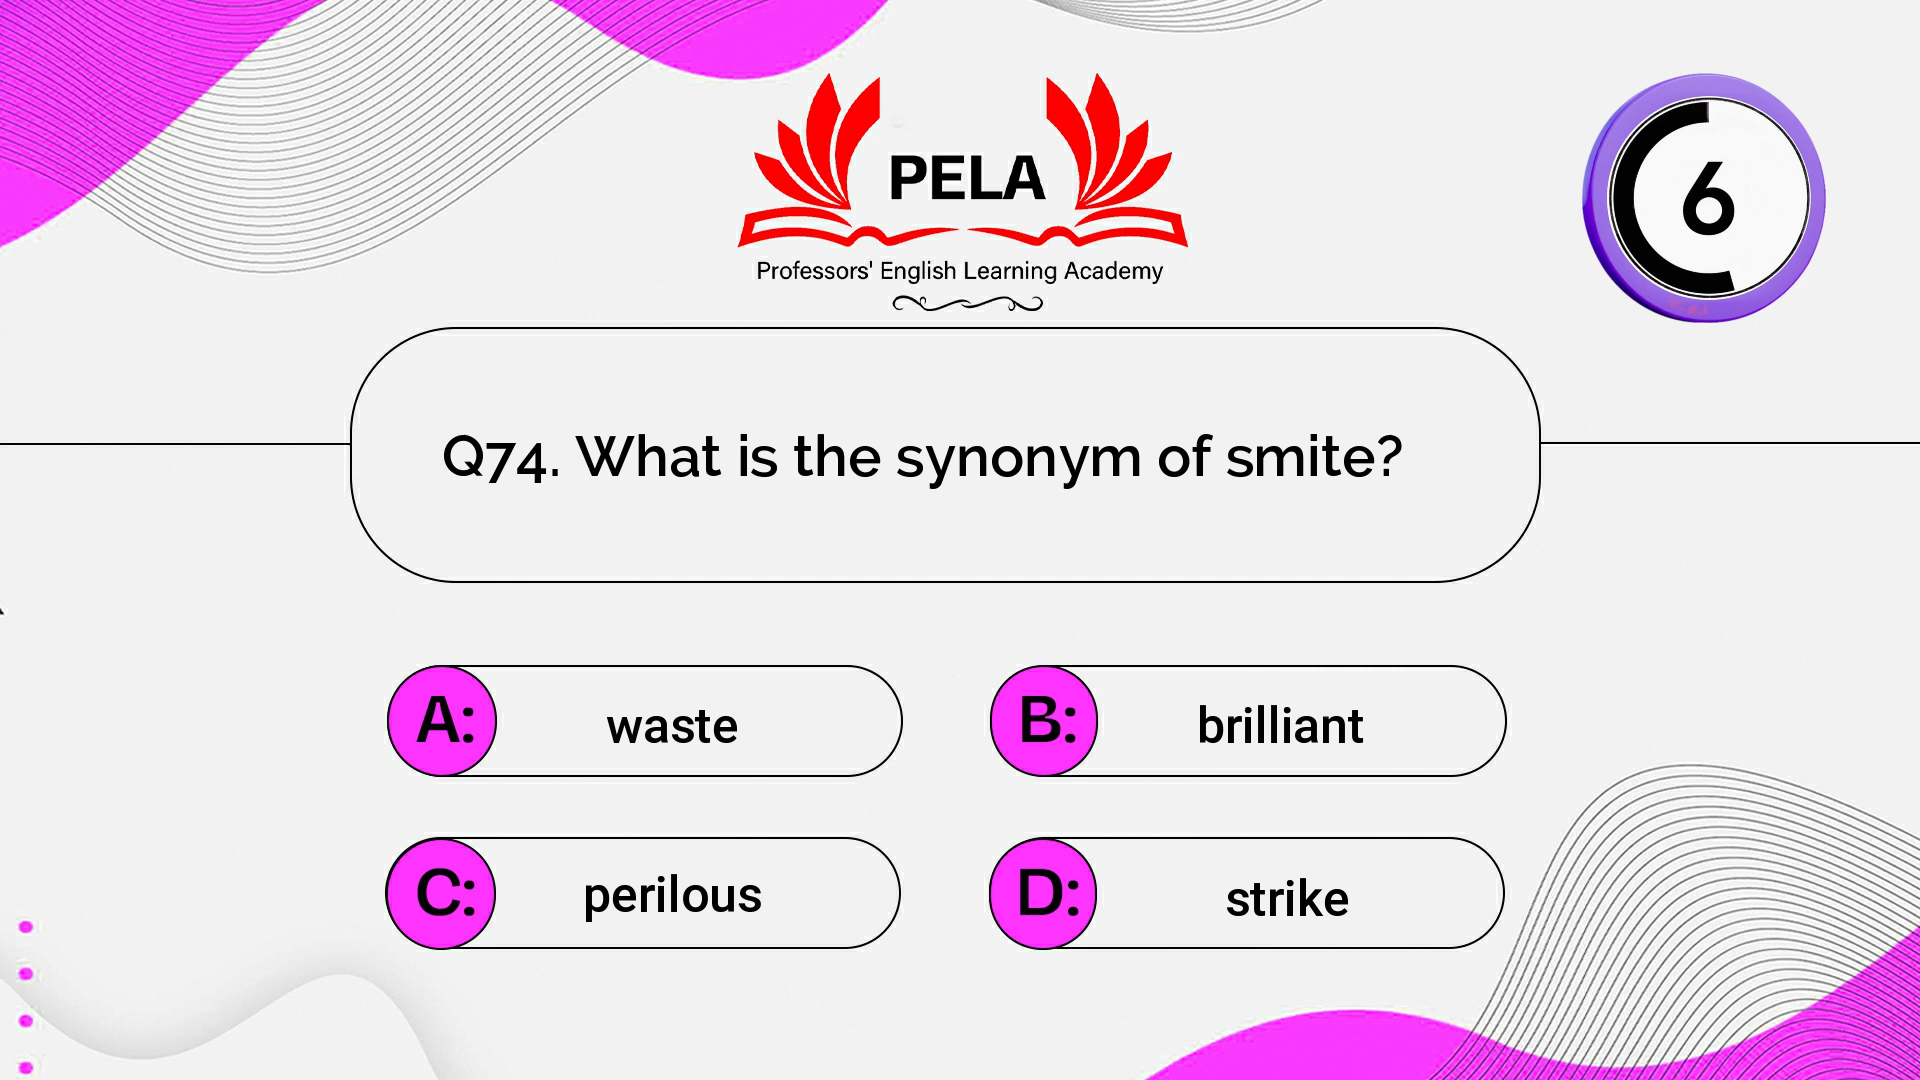 PELA
Professors' English Learning Academy
6
Q74. What is the synonym of smite?
A: waste
B: brilliant
C: perilous
D: strike